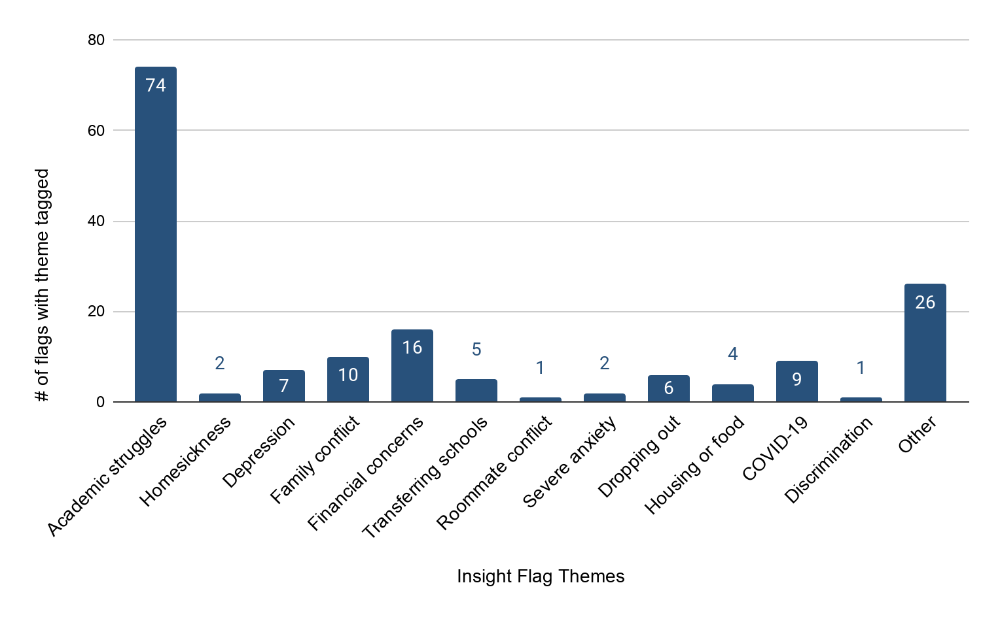 # of flags with theme tagged
80
60
40
20
0
74
2
7
10
16
5
1
2
6
4
9
1
26
Academic struggles
Homesickness
Depression
Family conflict
Financial concerns
Transferring schools
Roommate conflict
Severe anxiety
Dropping out
Housing or food
COVID-19
Discrimination
Other
Insight Flag Themes